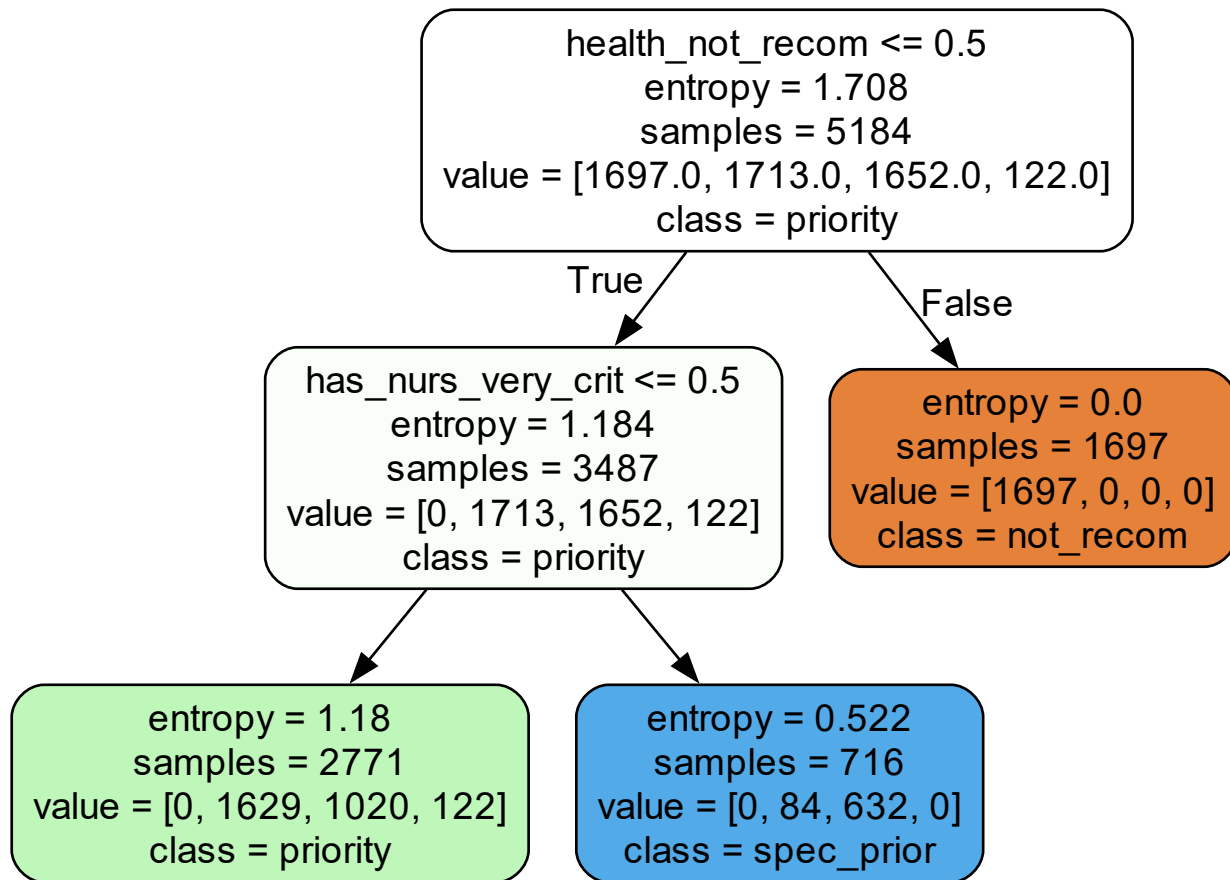 health_not_recom <= 0.5
entropy = 1.708
samples = 5184
value = [1697.0, 1713.0, 1652.0, 122.0]
class = priority
True
False
has_nurs_very_crit <= 0.5
entropy = 1.184
samples = 3487
value = [0, 1713, 1652, 122]
class = priority
entropy = 0.0
samples = 1697
value = [1697, 0, 0, 0]
class = not_recom
entropy = 1.18
samples = 2771
value = [0, 1629, 1020, 122]
class = priority
entropy = 0.522
samples = 716
value = [0, 84, 632, 0]
class = spec_prior